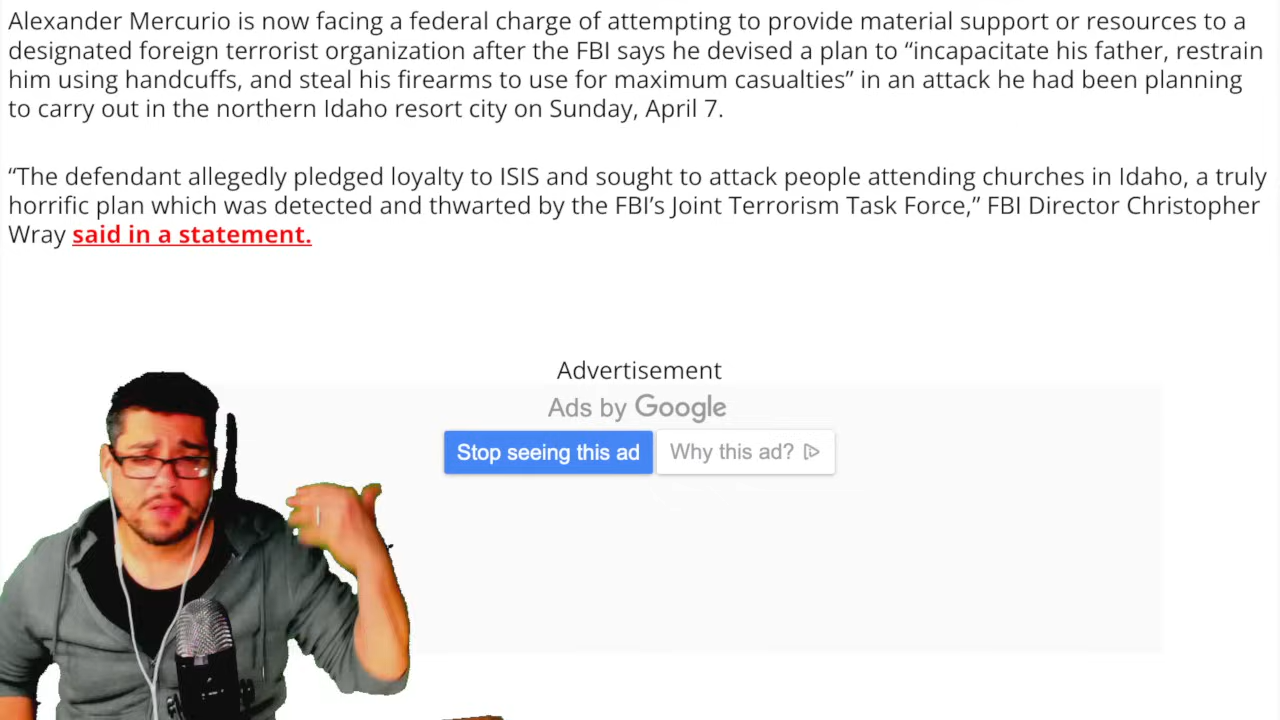 Alexander Mercurio is now facing a federal charge of attempting to provide material support or resources to a
designated foreign terrorist organization after the FBI says he devised a plan to “incapacitate his father, restrain
him using handcuffs, and steal his firearms to use for maximum casualties” in an attack he had been planning
to carry out in the northern Idaho resort city on Sunday, April 7.
“The defendant allegedly pledged loyalty to ISIS and sought to attack people attending churches in Idaho, a truly
horrific plan which was detected and thwarted by the FBI’s Joint Terrorism Task Force,” FBI Director Christopher
Wray said in a statement.
Advertisement
Ads by Google
Stop seeing this ad
Why this ad?